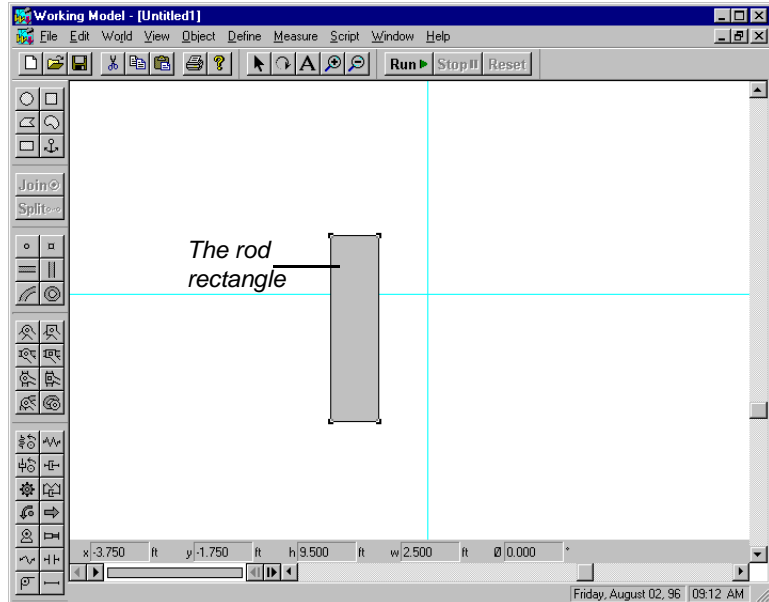 Working Model - [Untitled1]
File Edit World View Object Define Measure Script Window Help
A Run Stop Reset
Join
Split
The rod
rectangle
x -3.750 ft y -1.750 ft h 9.500 ft w 2.500 ft Ø 0.000 °
Friday, August 02, 96 09:12 AM